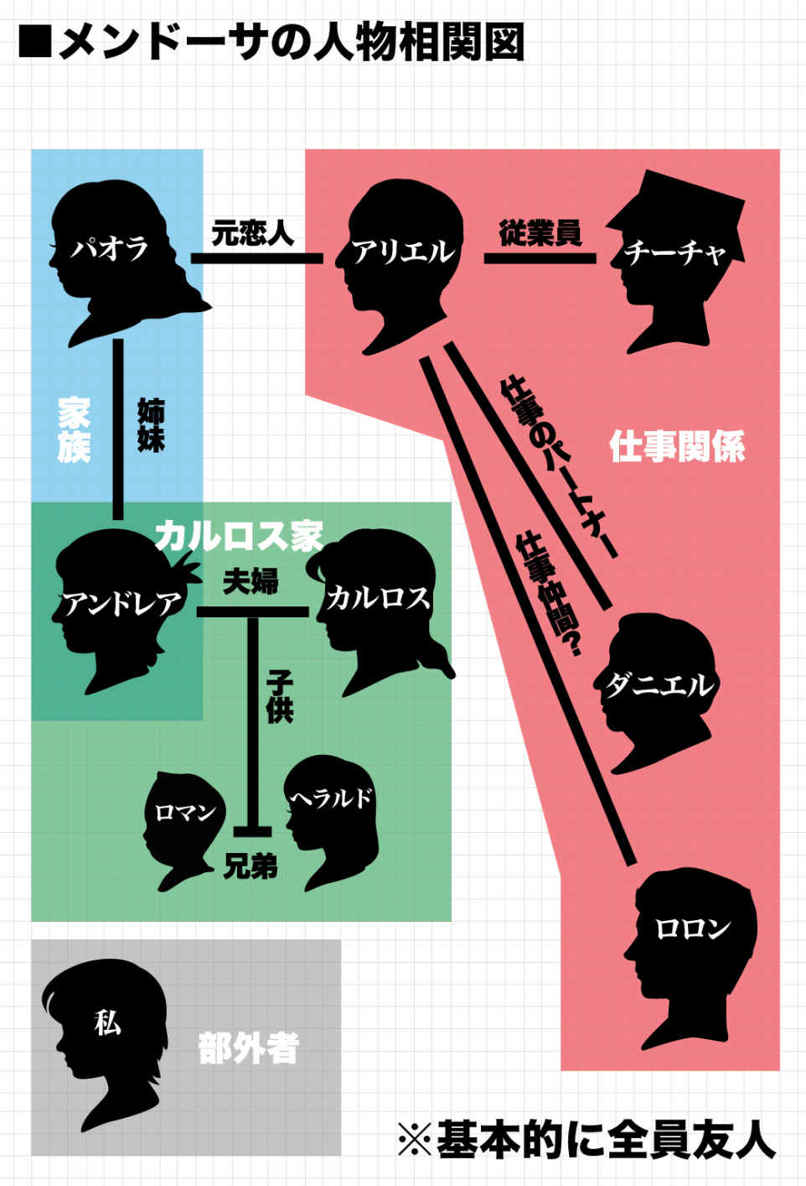 ■メンドーサの人物相関図
パオラ
元恋人
アリエル
従業員
チーチャ
家族
姉妹
仕事のパートナー
仕事関係
カルロス家
アンドレア
夫婦
カルロス
仕事仲間？
子供
ダニエル
ロマン
ヘラルド
兄弟
ロロン
私
部外者
※基本的に全員友人